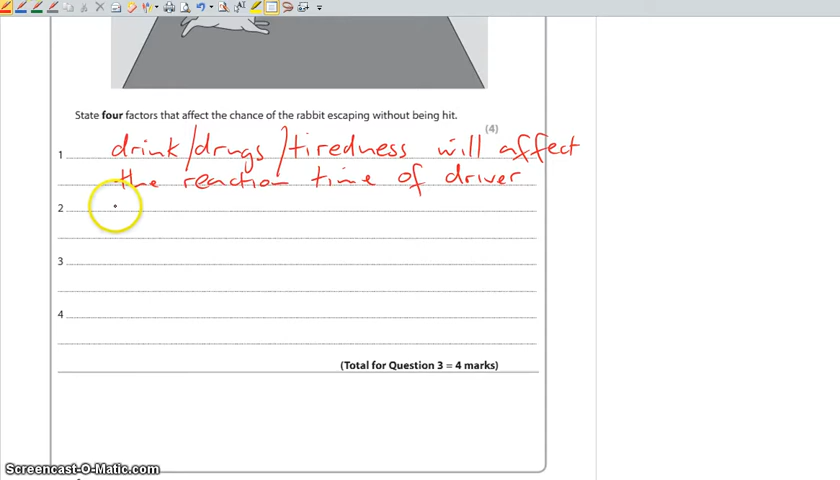 State four factors that affect the chance of the rabbit escaping without being hit.
(4)
1 drink/drugs/tiredness will affect
the reaction time of driver
2
3
4
(Total for Question 3 = 4 marks)
Screencast-O-Matic.com